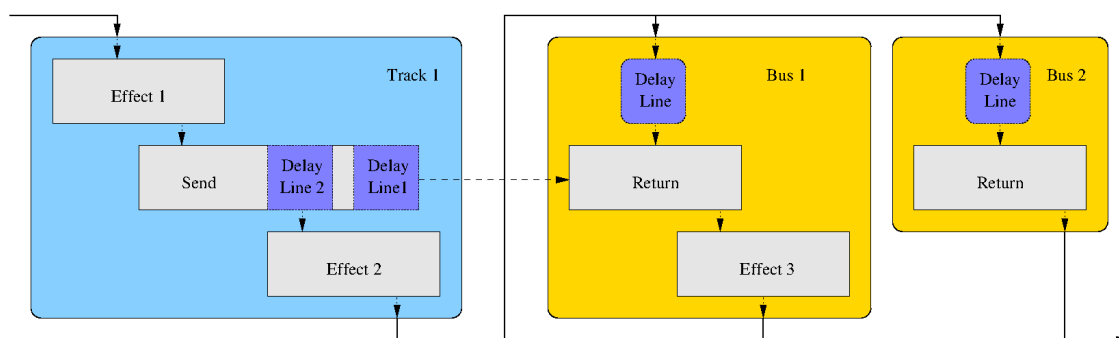 Track 1
Effect 1
Send
Delay
Line 2
Delay
Line1
Effect 2
Bus 1
Delay
Line
Return
Effect 3
Bus 2
Delay
Line
Return